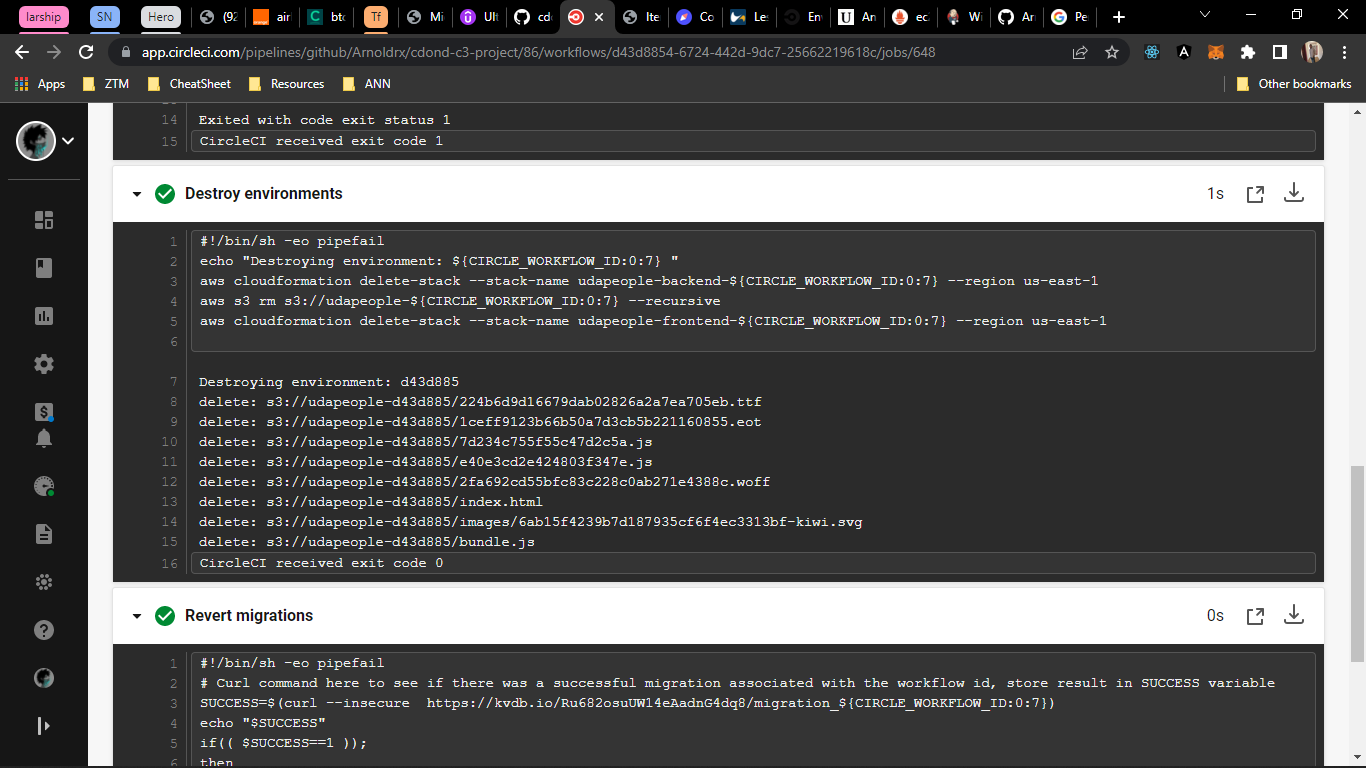 larship
SN
Hero
(92
airl
btc
Tf
Mi
Ult
cdo
Ite
Co
Les
Ent
An
ec2
Wi
Ar
Pe
app.circleci.com/pipelines/github/Arnoldrx/cdond-c3-project/86/workflows/d43d8854-6724-442d-9dc7-25662219618c/jobs/648
Apps
ZTM
CheatSheet
Resources
ANN
Other bookmarks
14 Exited with code exit status 1
15 CircleCI received exit code 1
Destroy environments
1s
1 #!/bin/sh -eo pipefail
2 echo "Destroying environment: ${CIRCLE_WORKFLOW_ID:0:7} "
3 aws cloudformation delete-stack --stack-name udapeople-backend-${CIRCLE_WORKFLOW_ID:0:7} --region us-east-1
4 aws s3 rm s3://udapeople-${CIRCLE_WORKFLOW_ID:0:7} --recursive
5 aws cloudformation delete-stack --stack-name udapeople-frontend-${CIRCLE_WORKFLOW_ID:0:7} --region us-east-1
6
7 Destroying environment: d43d885
8 delete: s3://udapeople-d43d885/224b6d9d16679dab02826a2a7ea705eb.ttf
9 delete: s3://udapeople-d43d885/1ceff9123b66b50a7d3cb5b221160855.eot
10 delete: s3://udapeople-d43d885/7d234c755f55c47d2c5a.js
11 delete: s3://udapeople-d43d885/e40e3cd2e424803f347e.js
12 delete: s3://udapeople-d43d885/2fa692cd55bfc83c228c0ab271e4388c.woff
13 delete: s3://udapeople-d43d885/index.html
14 delete: s3://udapeople-d43d885/images/6ab15f4239b7d187935cf6f4ec3313bf-kiwi.svg
15 delete: s3://udapeople-d43d885/bundle.js
16 CircleCI received exit code 0
Revert migrations
0s
1 #!/bin/sh -eo pipefail
2 # Curl command here to see if there was a successful migration associated with the workflow id, store result in SUCCESS variable
3 SUCCESS=$(curl --insecure  https://kvdb.io/Ru682osuUW14eAadnG4dq8/migration_${CIRCLE_WORKFLOW_ID:0:7})
4 echo "$SUCCESS"
5 if(( $SUCCESS==1 ));
6 then